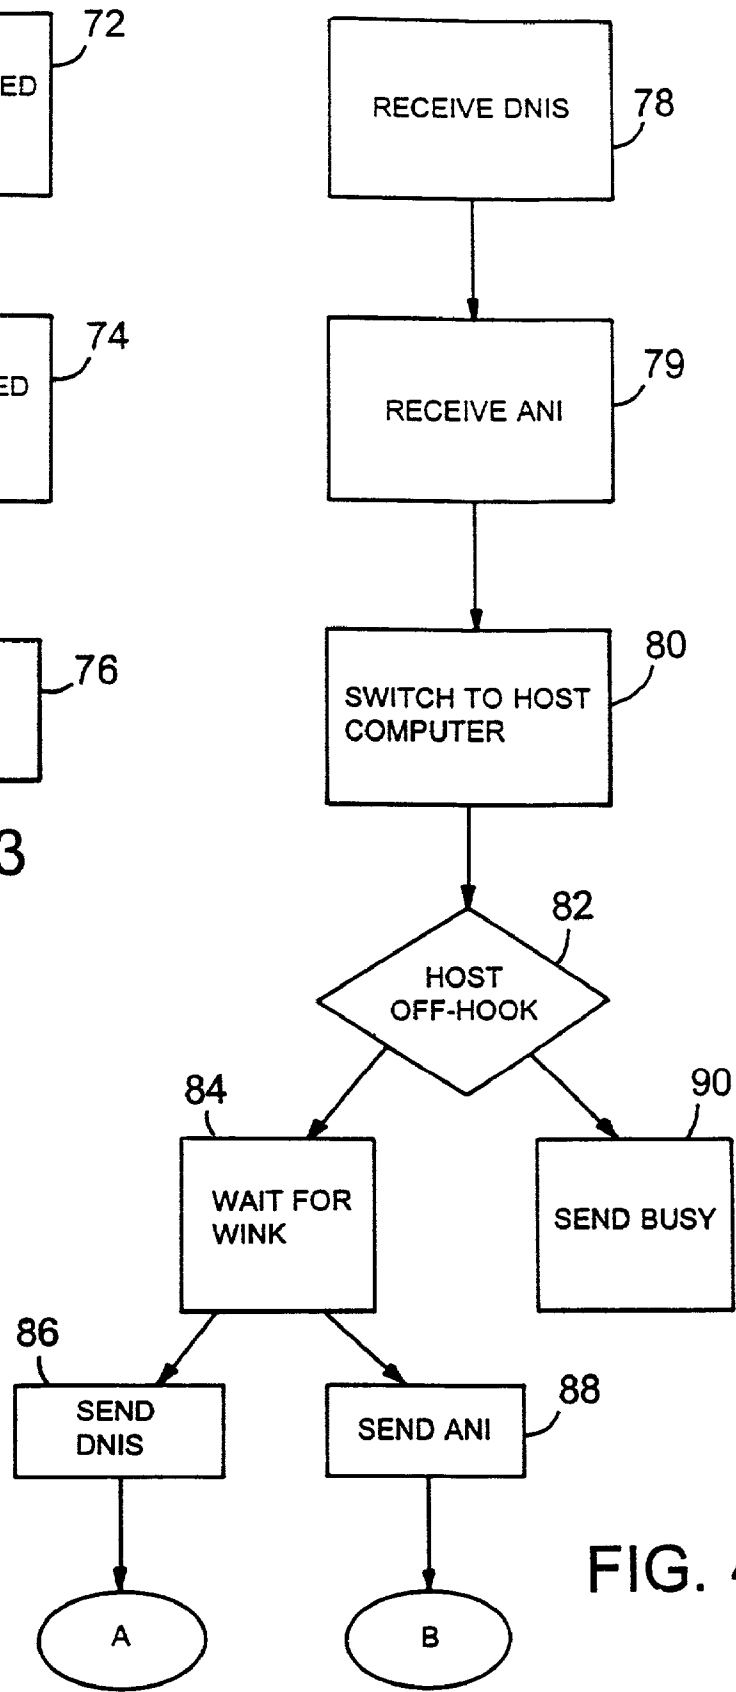 72
ED
74
ED
76
3
RECEIVE DNIS
78
RECEIVE ANI
79
SWITCH TO HOST
COMPUTER
80
HOST
OFF-HOOK
82
84
WAIT FOR
WINK
90
SEND BUSY
86
SEND
DNIS
SEND ANI
88
A
B
FIG.